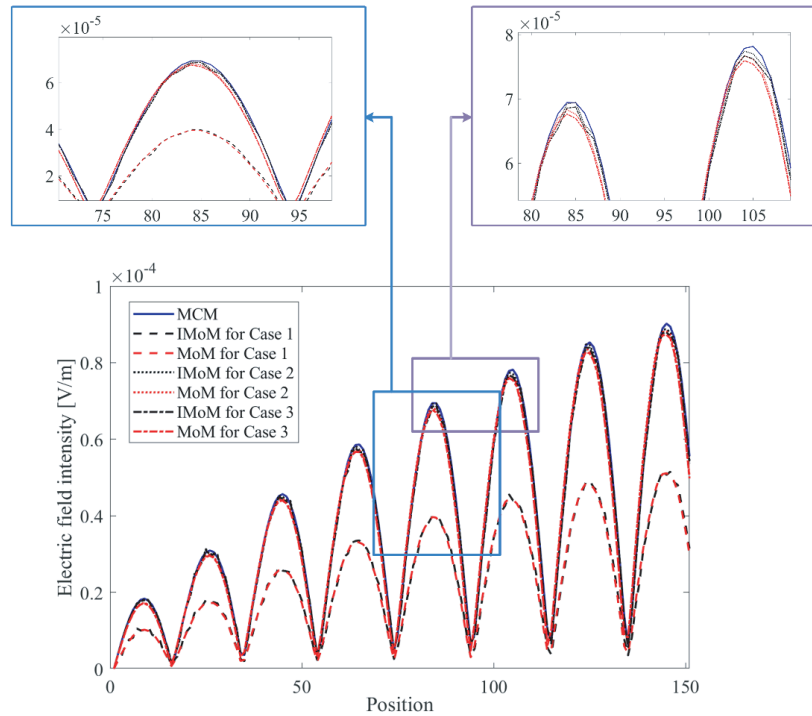 ×10⁻⁵
6
4
2
75 80 85 90 95
×10⁻⁵
8
7
6
80 85 90 95 100 105
×10⁻⁴
1
0.8
0.6
0.4
0.2
0
Electric field intensity [V/m]
MCM
IMoM for Case 1
MoM for Case 1
IMoM for Case 2
MoM for Case 2
IMoM for Case 3
MoM for Case 3
0 50 100 150
Position